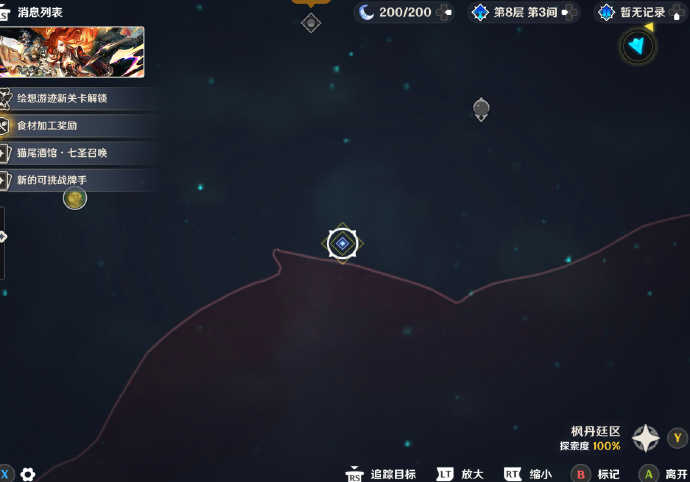 消息列表
200/200
第8层 第3间
暂无记录
绘想游迹新关卡解锁
食材加工奖励
猫尾酒馆·七圣召唤
新的可挑战牌手
枫丹廷区
探索度 100%
Y
X
RS 追踪目标
LT 放大
RT 缩小
B 标记
A 离开